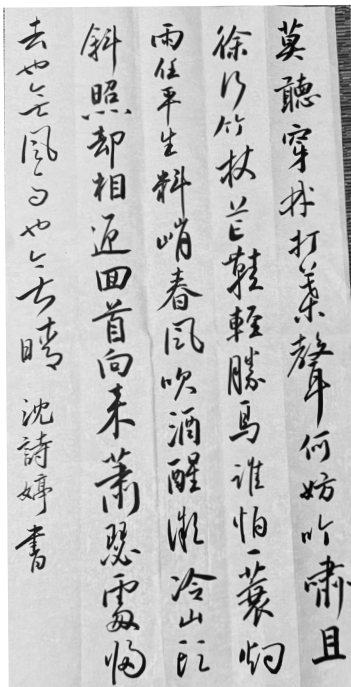 莫聽穿林打葉聲何妨吟嘯且
徐行竹杖芒鞋輕勝馬誰怕一蓑烟
雨任平生料峭春風吹酒醒微冷山頭
斜照却相迎回首向来蕭瑟處歸
去也無風雨也無晴 沈詩婷書